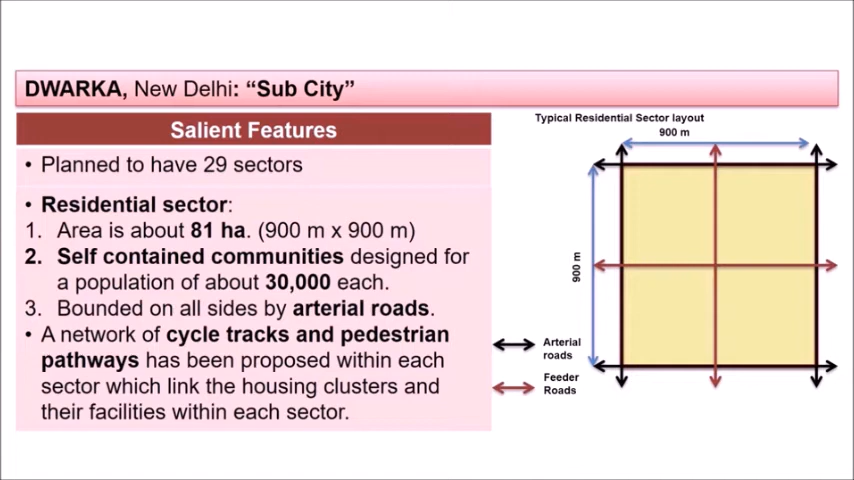 DWARKA, New Delhi: “Sub City”
Salient Features
• Planned to have 29 sectors
• Residential sector:
1. Area is about 81 ha. (900 m x 900 m)
2. Self contained communities designed for
a population of about 30,000 each.
3. Bounded on all sides by arterial roads.
• A network of cycle tracks and pedestrian
pathways has been proposed within each
sector which link the housing clusters and
their facilities within each sector.
Typical Residential Sector layout
900 m
900 m
Arterial
roads
Feeder
Roads